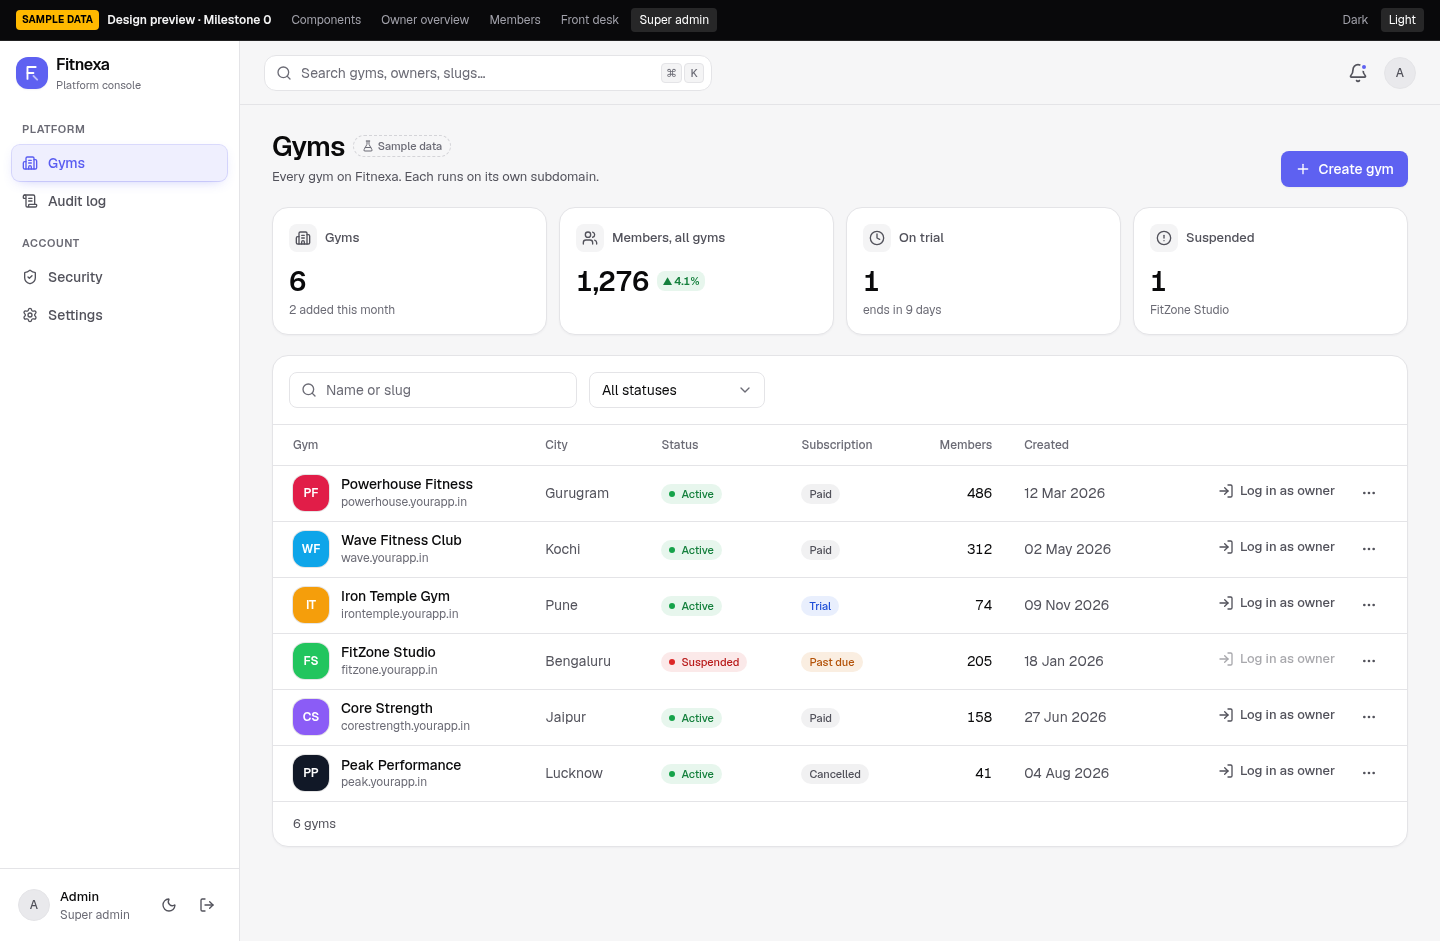 SAMPLE DATA Design preview · Milestone 0 Components Owner overview Members Front desk Super admin Dark Light
Fitnexa
Platform console
PLATFORM
Gyms
Audit log
ACCOUNT
Security
Settings
Admin
Super admin
A
Search gyms, owners, slugs... ⌘ K
A
Gyms Sample data
Every gym on Fitnexa. Each runs on its own subdomain.
+ Create gym
Gyms
6
2 added this month
Members, all gyms
1,276 ▲ 4.1%
On trial
1
ends in 9 days
Suspended
1
FitZone Studio
Name or slug All statuses
Gym City Status Subscription Members Created
PF Powerhouse Fitness Gurugram Active Paid 486 12 Mar 2026 Log in as owner ...
powerhouse.yourapp.in
WF Wave Fitness Club Kochi Active Paid 312 02 May 2026 Log in as owner ...
wave.yourapp.in
IT Iron Temple Gym Pune Active Trial 74 09 Nov 2026 Log in as owner ...
irontemple.yourapp.in
FS FitZone Studio Bengaluru Suspended Past due 205 18 Jan 2026 Log in as owner ...
fitzone.yourapp.in
CS Core Strength Jaipur Active Paid 158 27 Jun 2026 Log in as owner ...
corestrength.yourapp.in
PP Peak Performance Lucknow Active Cancelled 41 04 Aug 2026 Log in as owner ...
peak.yourapp.in
6 gyms